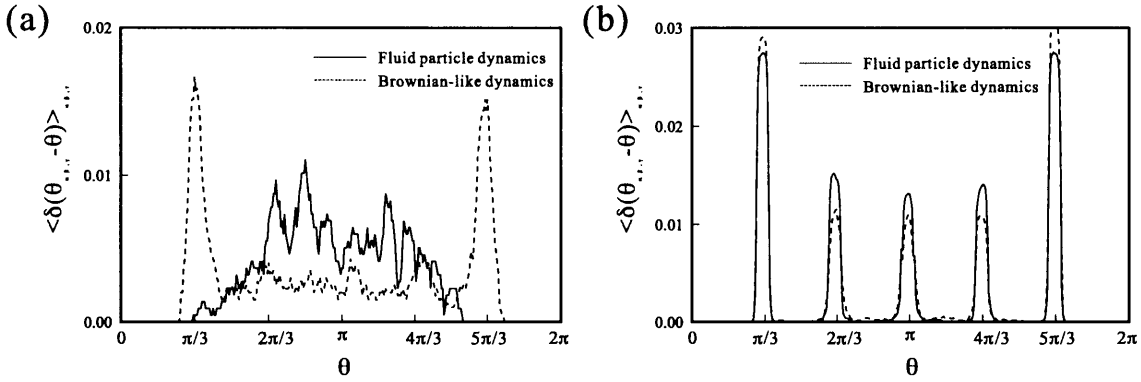 (a)
0.02
0.01
0.00
<δ(θα,β,γ -θ)>α,β,γ
Fluid particle dynamics
Brownian-like dynamics
0 π/3 2π/3 π 4π/3 5π/3 2π
θ
(b)
0.03
0.02
0.01
0.00
<δ(θα,β,γ -θ)>α,β,γ
Fluid particle dynamics
Brownian-like dynamics
0 π/3 2π/3 π 4π/3 5π/3 2π
θ